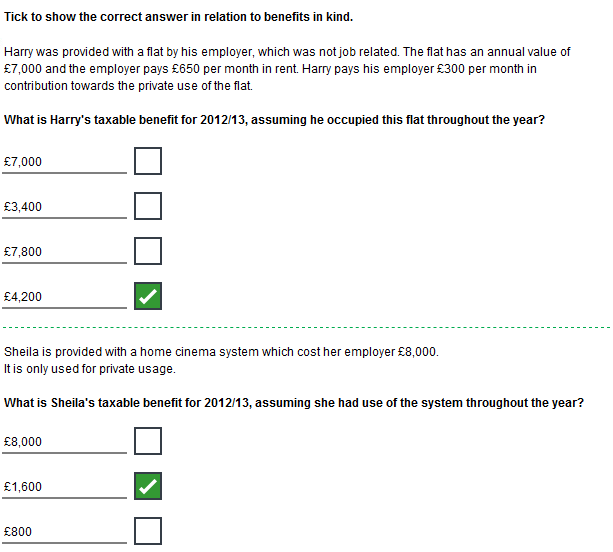 Tick to show the correct answer in relation to benefits in kind.
Harry was provided with a flat by his employer, which was not job related. The flat has an annual value of
£7,000 and the employer pays £650 per month in rent. Harry pays his employer £300 per month in
contribution towards the private use of the flat.
What is Harry's taxable benefit for 2012/13, assuming he occupied this flat throughout the year?
£7,000
£3,400
£7,800
£4,200
Sheila is provided with a home cinema system which cost her employer £8,000.
It is only used for private usage.
What is Sheila's taxable benefit for 2012/13, assuming she had use of the system throughout the year?
£8,000
£1,600
£800